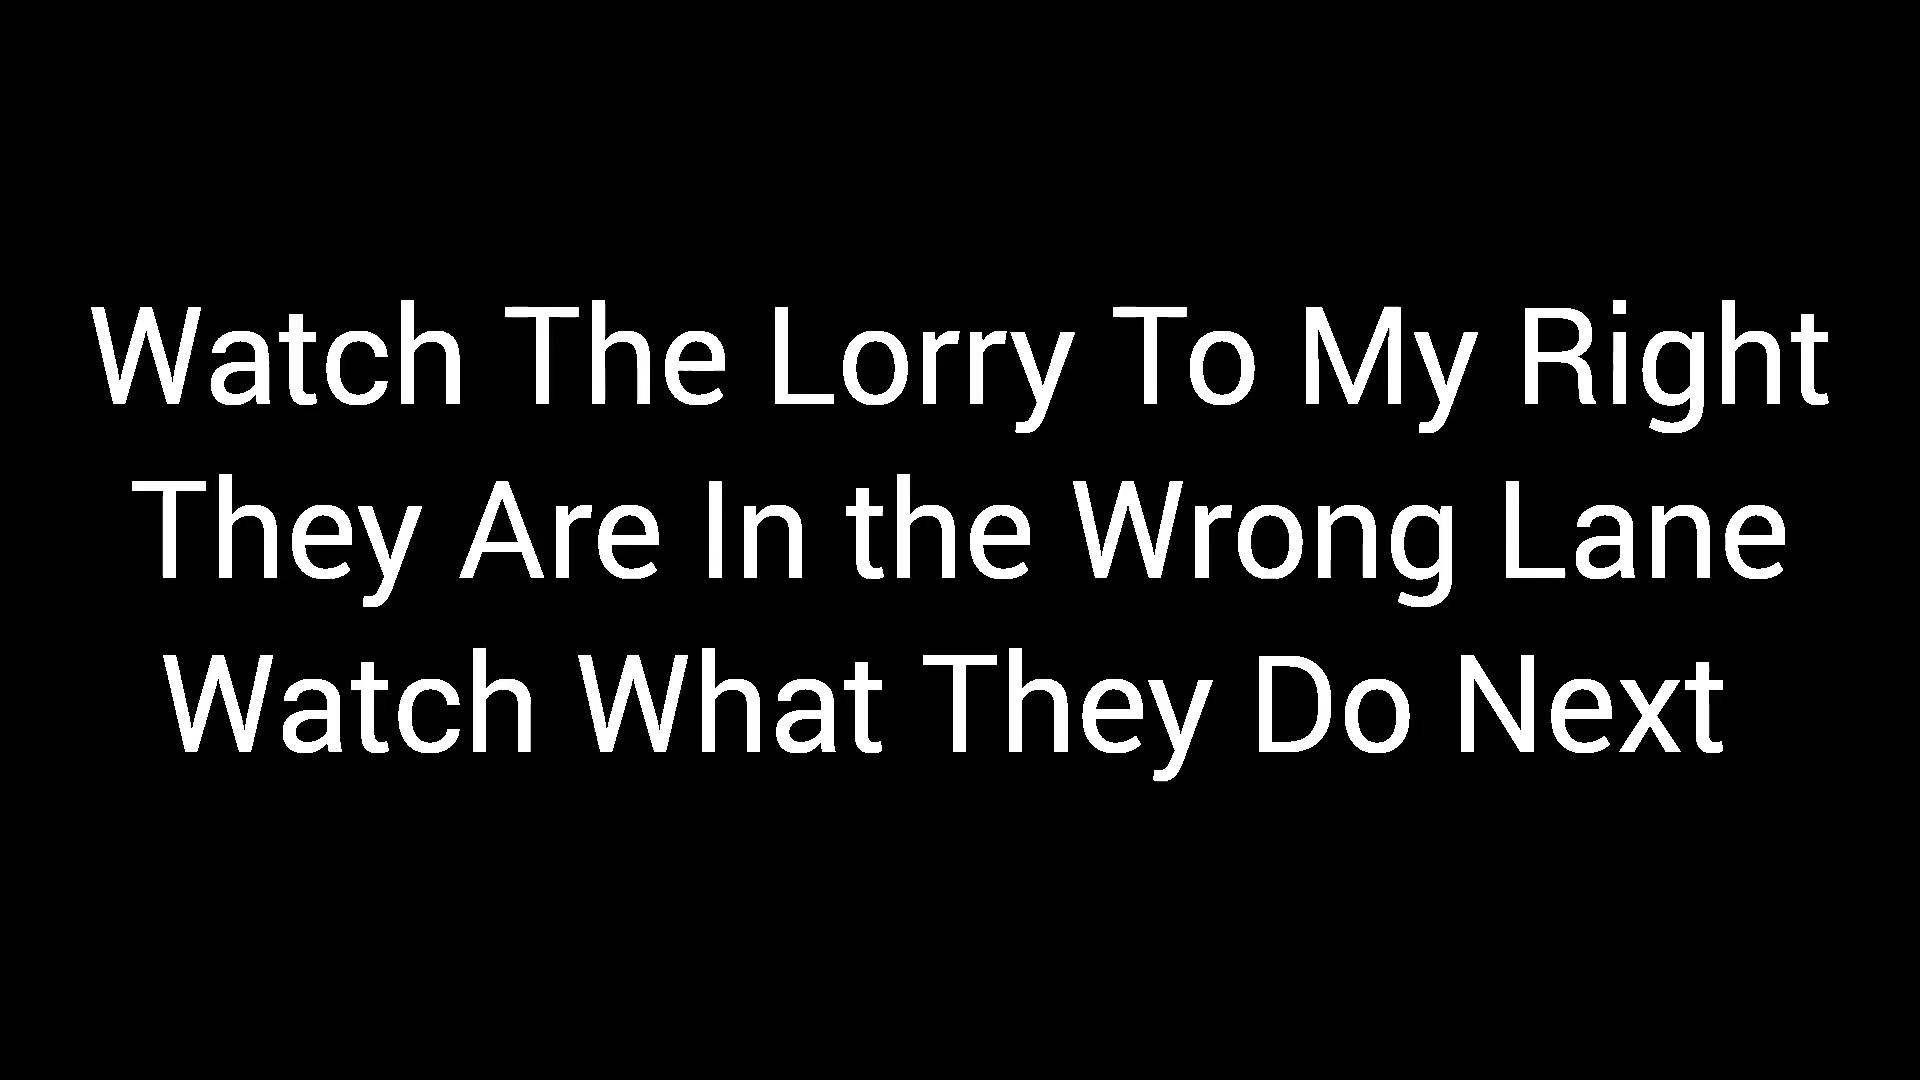 Watch The Lorry To My Right
They Are In the Wrong Lane
Watch What They Do Next